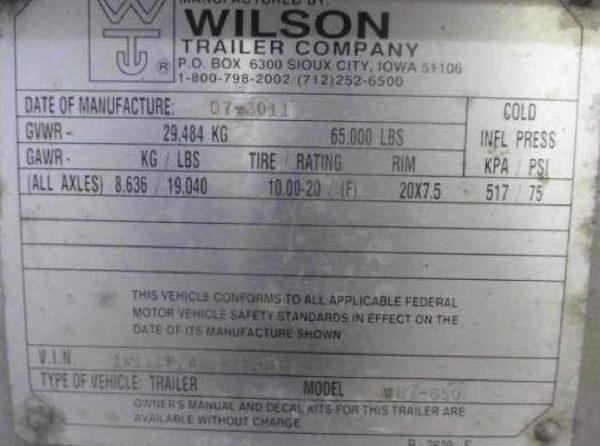 MANUFACTURED BY:
WILSON
TRAILER COMPANY
P.O. BOX 6300 SIOUX CITY, IOWA 51106
1-800-798-2002 (712)252-6500
DATE OF MANUFACTURE: 07-2011
GVWR - 29.484 KG 65.000 LBS
COLD
INFL PRESS
GAWR - KG / LBS TIRE / RATING RIM KPA / PSI
(ALL AXLES) 8.636 / 19.040 10.00-20 / (F) 20X7.5 517 / 75
THIS VEHICLE CONFORMS TO ALL APPLICABLE FEDERAL
MOTOR VEHICLE SAFETY STANDARDS IN EFFECT ON THE
DATE OF ITS MANUFACTURE SHOWN
V.I.N.
TYPE OF VEHICLE: TRAILER MODEL
OWNER'S MANUAL AND DECAL KITS FOR THIS TRAILER ARE
AVAILABLE WITHOUT CHARGE